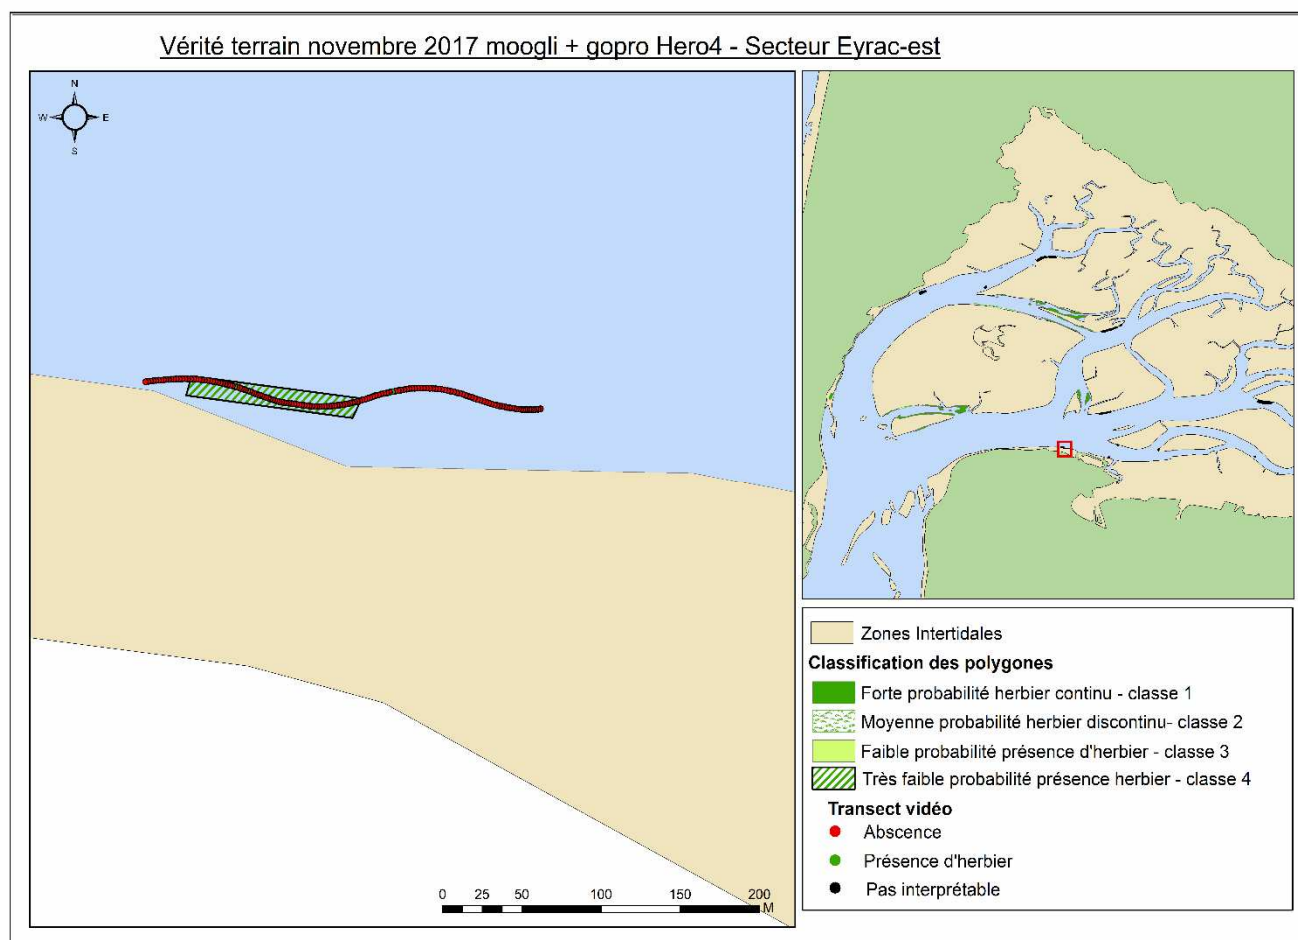 Vérité terrain novembre 2017 moogli + gopro Hero4 - Secteur Eyrac-est
N
W E
S
0 25 50 100 150 200
M
Zones Intertidales
Classification des polygones
Forte probabilité herbier continu - classe 1
Moyenne probabilité herbier discontinu- classe 2
Faible probabilité présence d'herbier - classe 3
Très faible probabilité présence herbier - classe 4
Transect vidéo
Abscence
Présence d'herbier
Pas interprétable